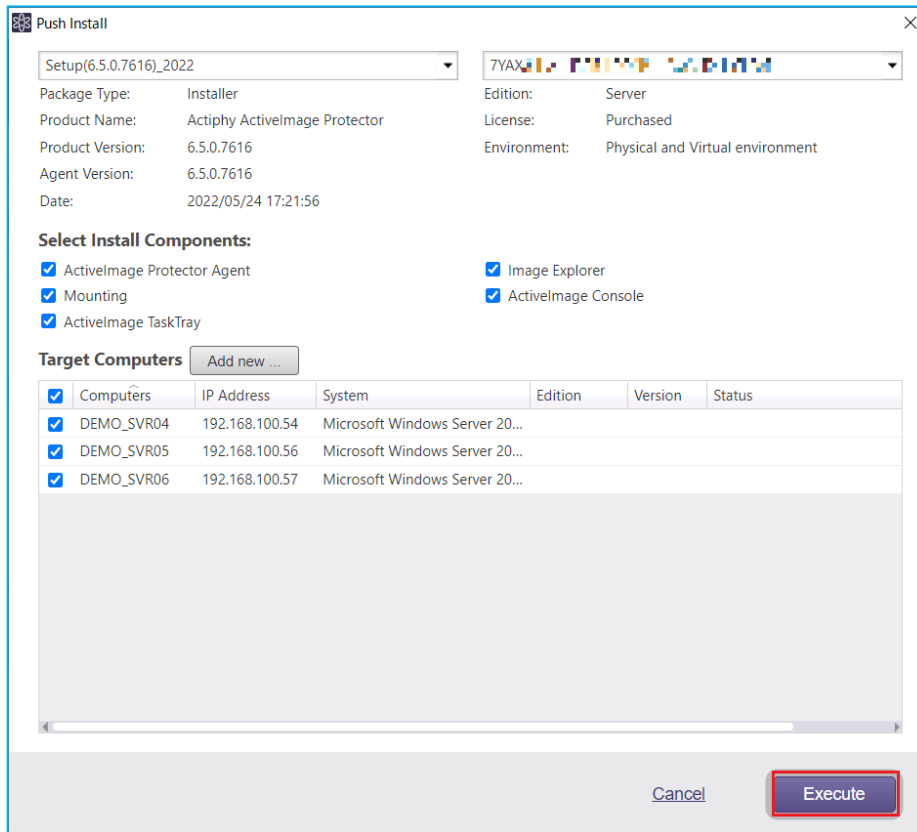 Push Install
Setup(6.5.0.7616)_2022
7YAX
Package Type: Installer
Edition: Server
Product Name: Actiphy ActiveImage Protector
License: Purchased
Product Version: 6.5.0.7616
Environment: Physical and Virtual environment
Agent Version: 6.5.0.7616
Date: 2022/05/24 17:21:56
Select Install Components:
ActiveImage Protector Agent
Image Explorer
Mounting
ActiveImage Console
ActiveImage TaskTray
Target Computers Add new ...
Computers IP Address System Edition Version Status
DEMO_SVR04 192.168.100.54 Microsoft Windows Server 20...
DEMO_SVR05 192.168.100.56 Microsoft Windows Server 20...
DEMO_SVR06 192.168.100.57 Microsoft Windows Server 20...
Cancel Execute